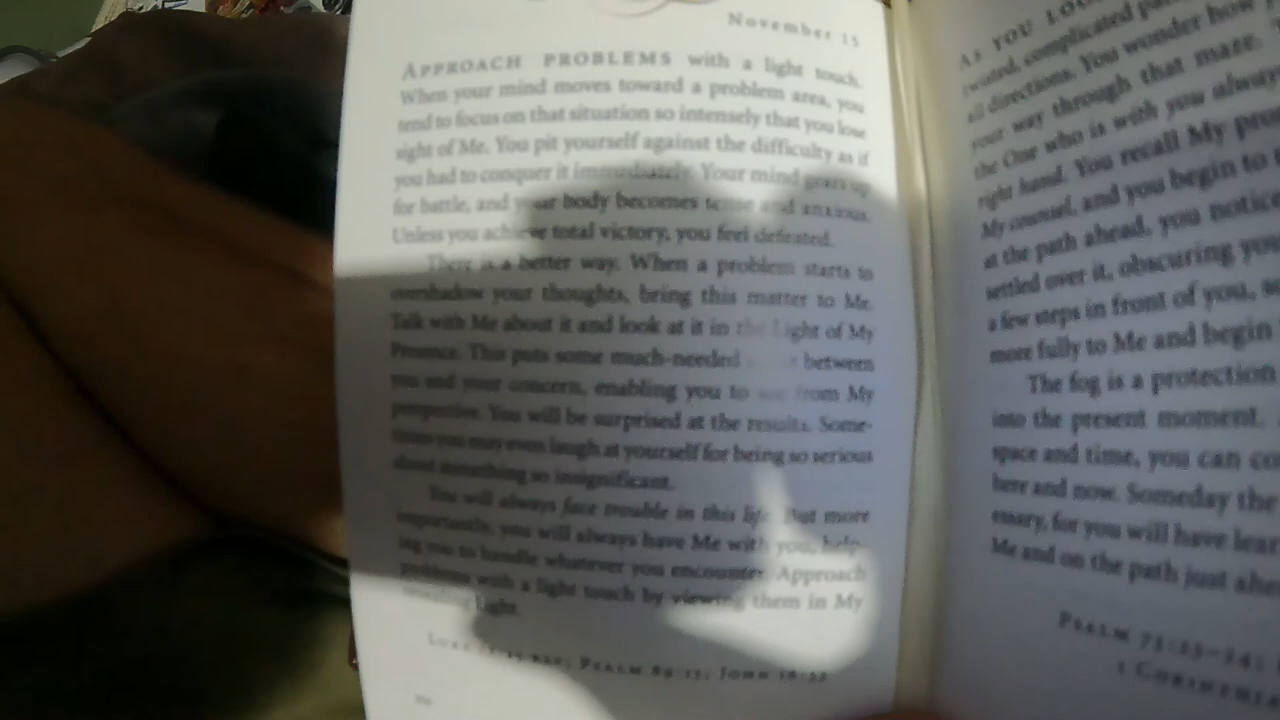 November 15
APPROACH PROBLEMS with a light touch.
When your mind moves toward a problem area, you
tend to focus on that situation so intensely that you lose
sight of Me. You pit yourself against the difficulty as if
you had to conquer it immediately. Your mind gears up
for battle, and your body becomes tense and anxious.
Unless you achieve total victory, you feel defeated.
There is a better way. When a problem starts to
overshadow your thoughts, bring this matter to Me.
Talk with Me about it and look at it in the Light of My
Presence. This puts some much-needed between
you and your concern, enabling you to see from My
perspective. You will be surprised at the results. Some-
times you may even laugh at yourself for being so serious
about something so insignificant.
You will always face trouble in this life. But more
importantly, you will always have Me with you, help-
ing you to handle whatever you encounter. Approach
problems with a light touch by viewing them in My
Light.
PSALM 89:15; JOHN
AS YOU
twisted, complicated
all directions. You wonder how
your way through that maze.
the One who is with you always
right hand. You recall My
My counsel, and you begin to
at the path ahead, you notice
settled over it, obscuring
a few steps in front of you,
more fully to Me and begin
The fog is a protection
into the present moment.
space and time, you can
here and now. Someday the
for you will have
Me and on the path just
PSALM 73:23–24;
1 CORINTHIANS